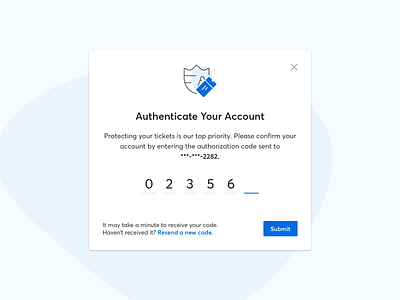 Authenticate Your Account
Protecting your tickets is our top priority. Please confirm your
account by entering the authorization code sent to
***-***-2282.
0 2 3 5 6
It may take a minute to receive your code.
Haven't received it? Resend a new code.
Submit